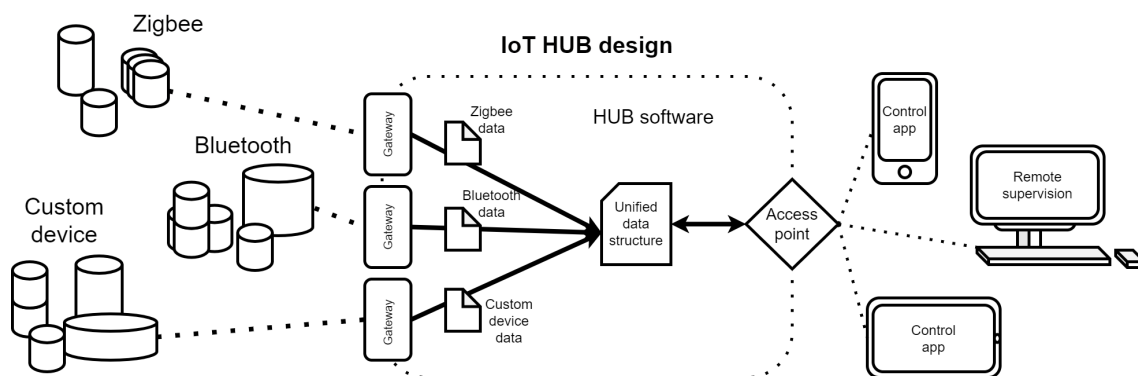 Zigbee
IoT HUB design
Gateway
Zigbee
data
HUB software
Control
app
Bluetooth
Gateway
Bluetooth
data
Unified
data
structure
Access
point
Remote
supervision
Custom
device
Gateway
Custom
device
data
Control
app